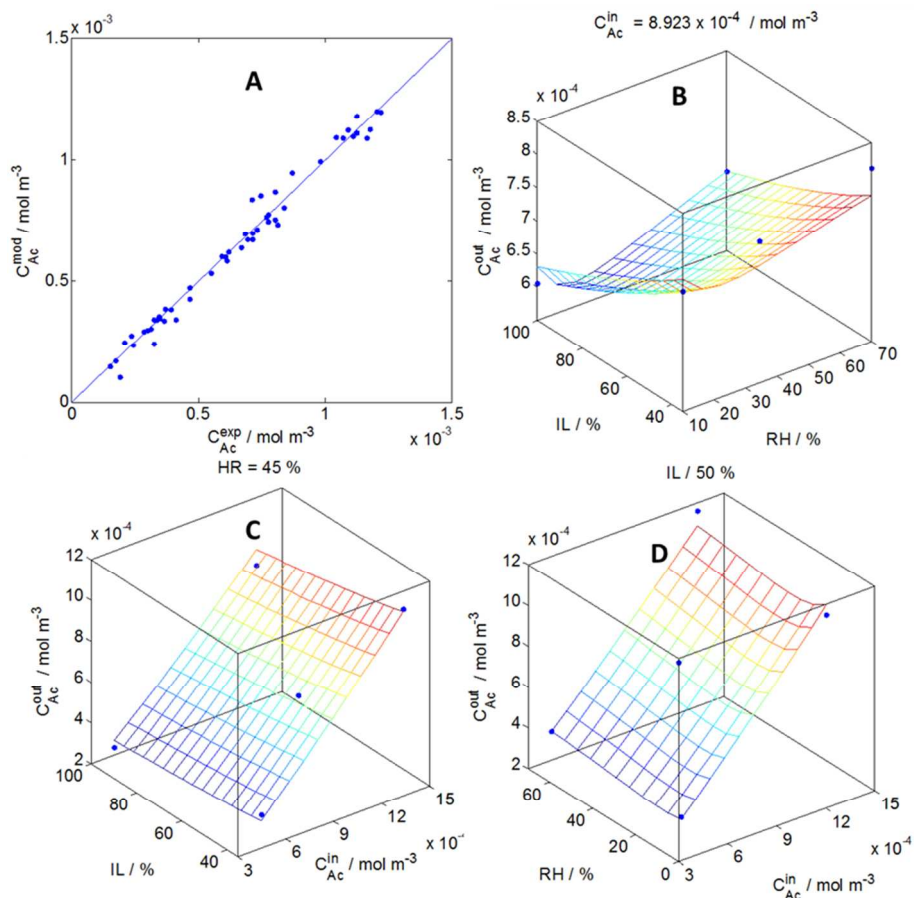 x 10^-3
1.5
1
0.5
0
A
C_Ac^mod / mol m^-3
0 0.5 1 1.5
C_Ac^exp / mol m^-3
x 10^-3
C_Ac^in = 8.923 x 10^-4 / mol m^-3
x 10^-4
B
8.5
8
7.5
7
6.5
6
C_Ac^out / mol m^-3
100
80
60
40
IL / %
10
20
30
40
50
60
70
RH / %
HR = 45 %
x 10^-4
C
12
10
8
6
4
2
C_Ac^out / mol m^-3
100
80
60
40
IL / %
3
6
9
12
15
x 10^-4
C_Ac^in / mol m^-3
IL / 50 %
x 10^-4
D
12
10
8
6
4
2
C_Ac^out / mol m^-3
60
40
20
0
RH / %
3
6
9
12
15
x 10^-4
C_Ac^in / mol m^-3